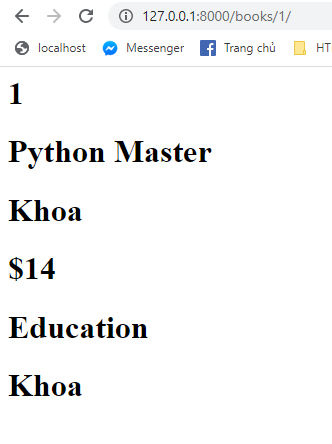 127.0.0.1:8000/books/1/
localhost Messenger Trang chủ HT
1
Python Master
Khoa
$14
Education
Khoa